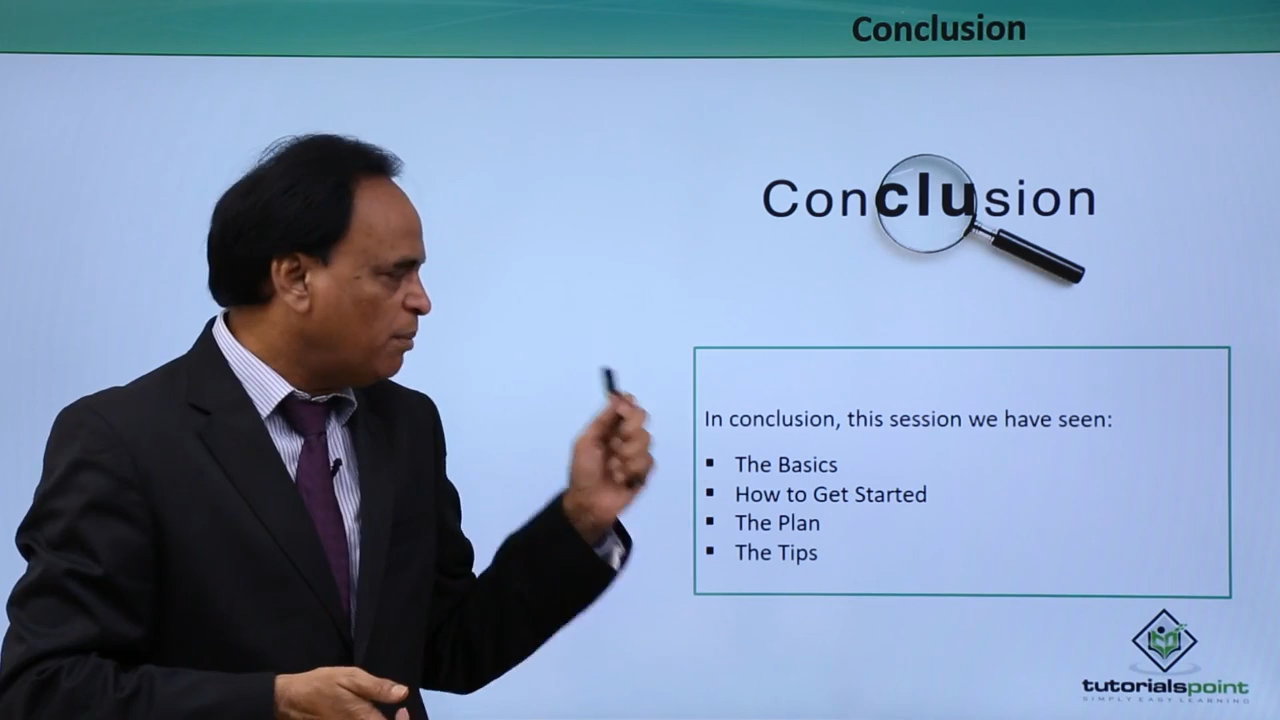 Conclusion
Conclusion
In conclusion, this session we have seen:
▪ The Basics
▪ How to Get Started
▪ The Plan
▪ The Tips
tutorialspoint
SIMPLY EASY LEARNING